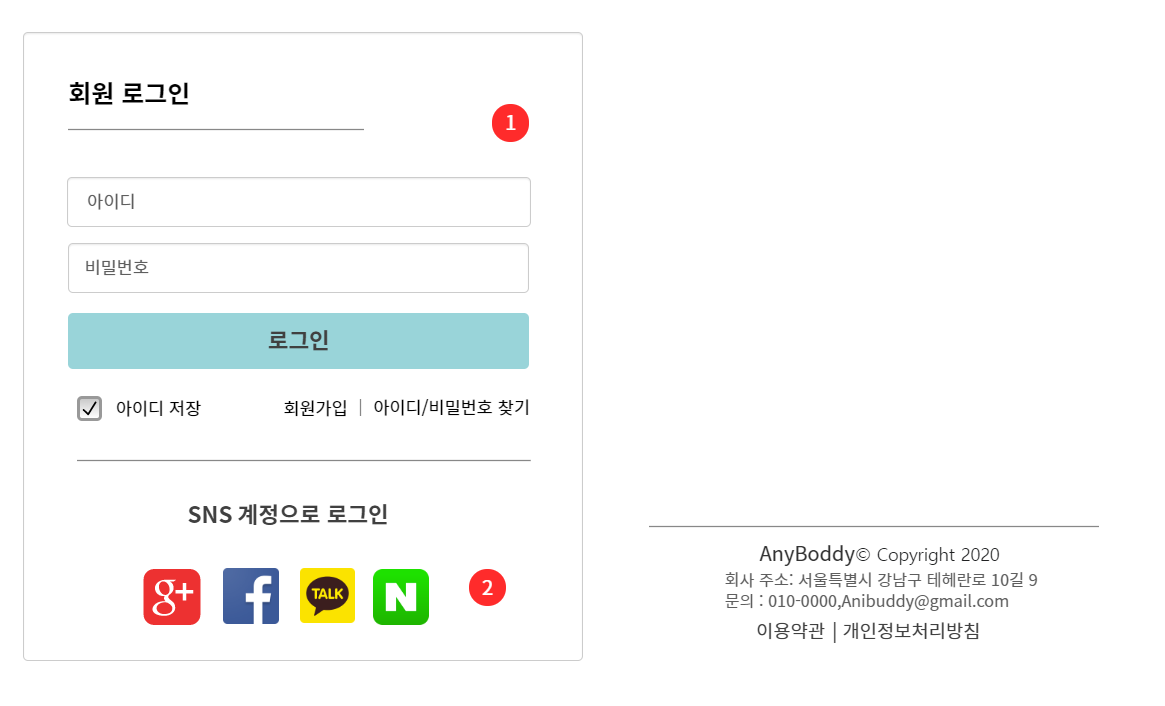 회원 로그인
1
아이디
비밀번호
로그인
아이디 저장 회원가입 | 아이디/비밀번호 찾기
SNS 계정으로 로그인
g+ f TALK N 2
AnyBoddy© Copyright 2020
회사 주소: 서울특별시 강남구 테헤란로 10길 9
문의 : 010-0000,Anibuddy@gmail.com
이용약관 | 개인정보처리방침